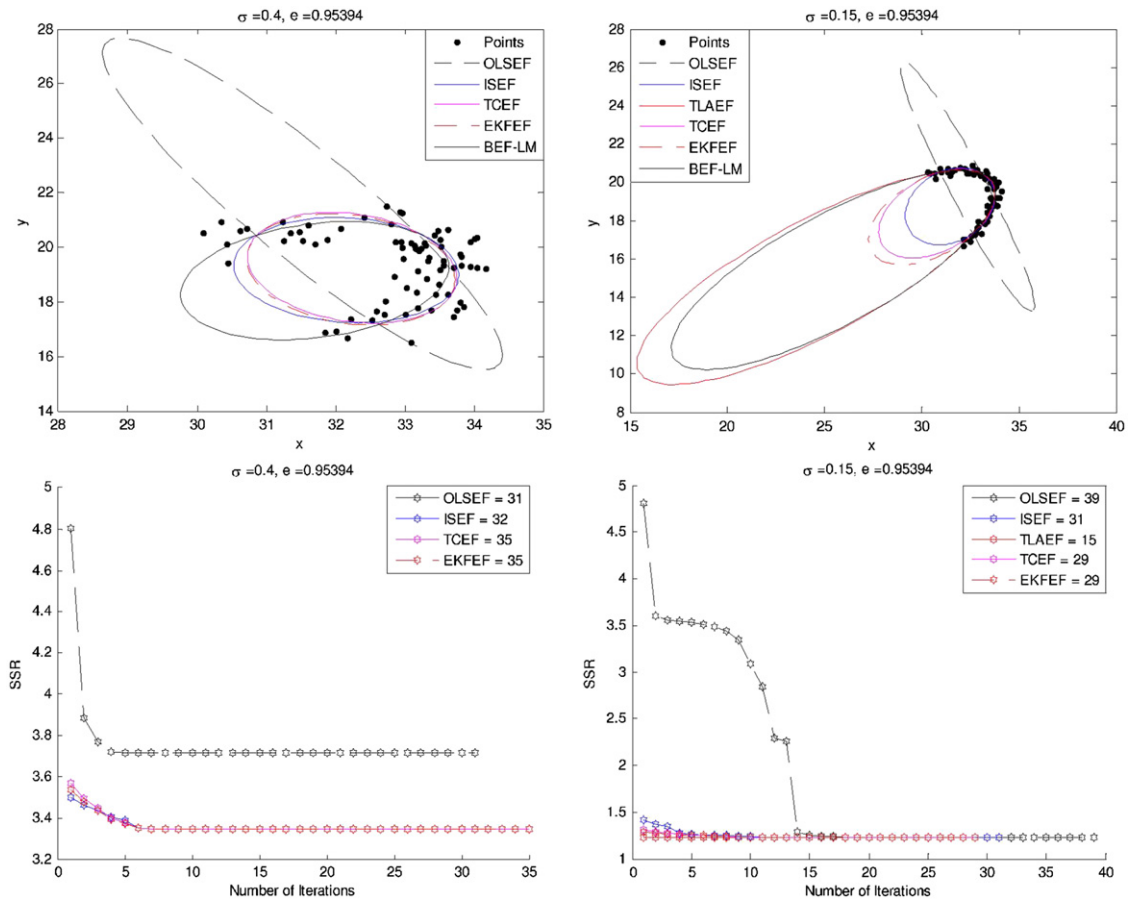 σ =0.4, e =0.95394
28
26
24
22
20
18
16
14
y
28
29
30
31
32
33
34
35
x
Points
OLSEF
ISEF
TCEF
EKFEF
BEF-LM
σ =0.15, e =0.95394
28
26
24
22
20
18
16
14
12
10
8
y
15
20
25
30
35
40
x
Points
OLSEF
ISEF
TLAEF
TCEF
EKFEF
BEF-LM
σ =0.4, e =0.95394
5
4.8
4.6
4.4
4.2
4
3.8
3.6
3.4
3.2
SSR
0
5
10
15
20
25
30
35
Number of Iterations
OLSEF = 31
ISEF = 32
TCEF = 35
EKFEF = 35
σ =0.15, e =0.95394
5
4.5
4
3.5
3
2.5
2
1.5
1
SSR
0
5
10
15
20
25
30
35
40
Number of Iterations
OLSEF = 39
ISEF = 31
TLAEF = 15
TCEF = 29
EKFEF = 29